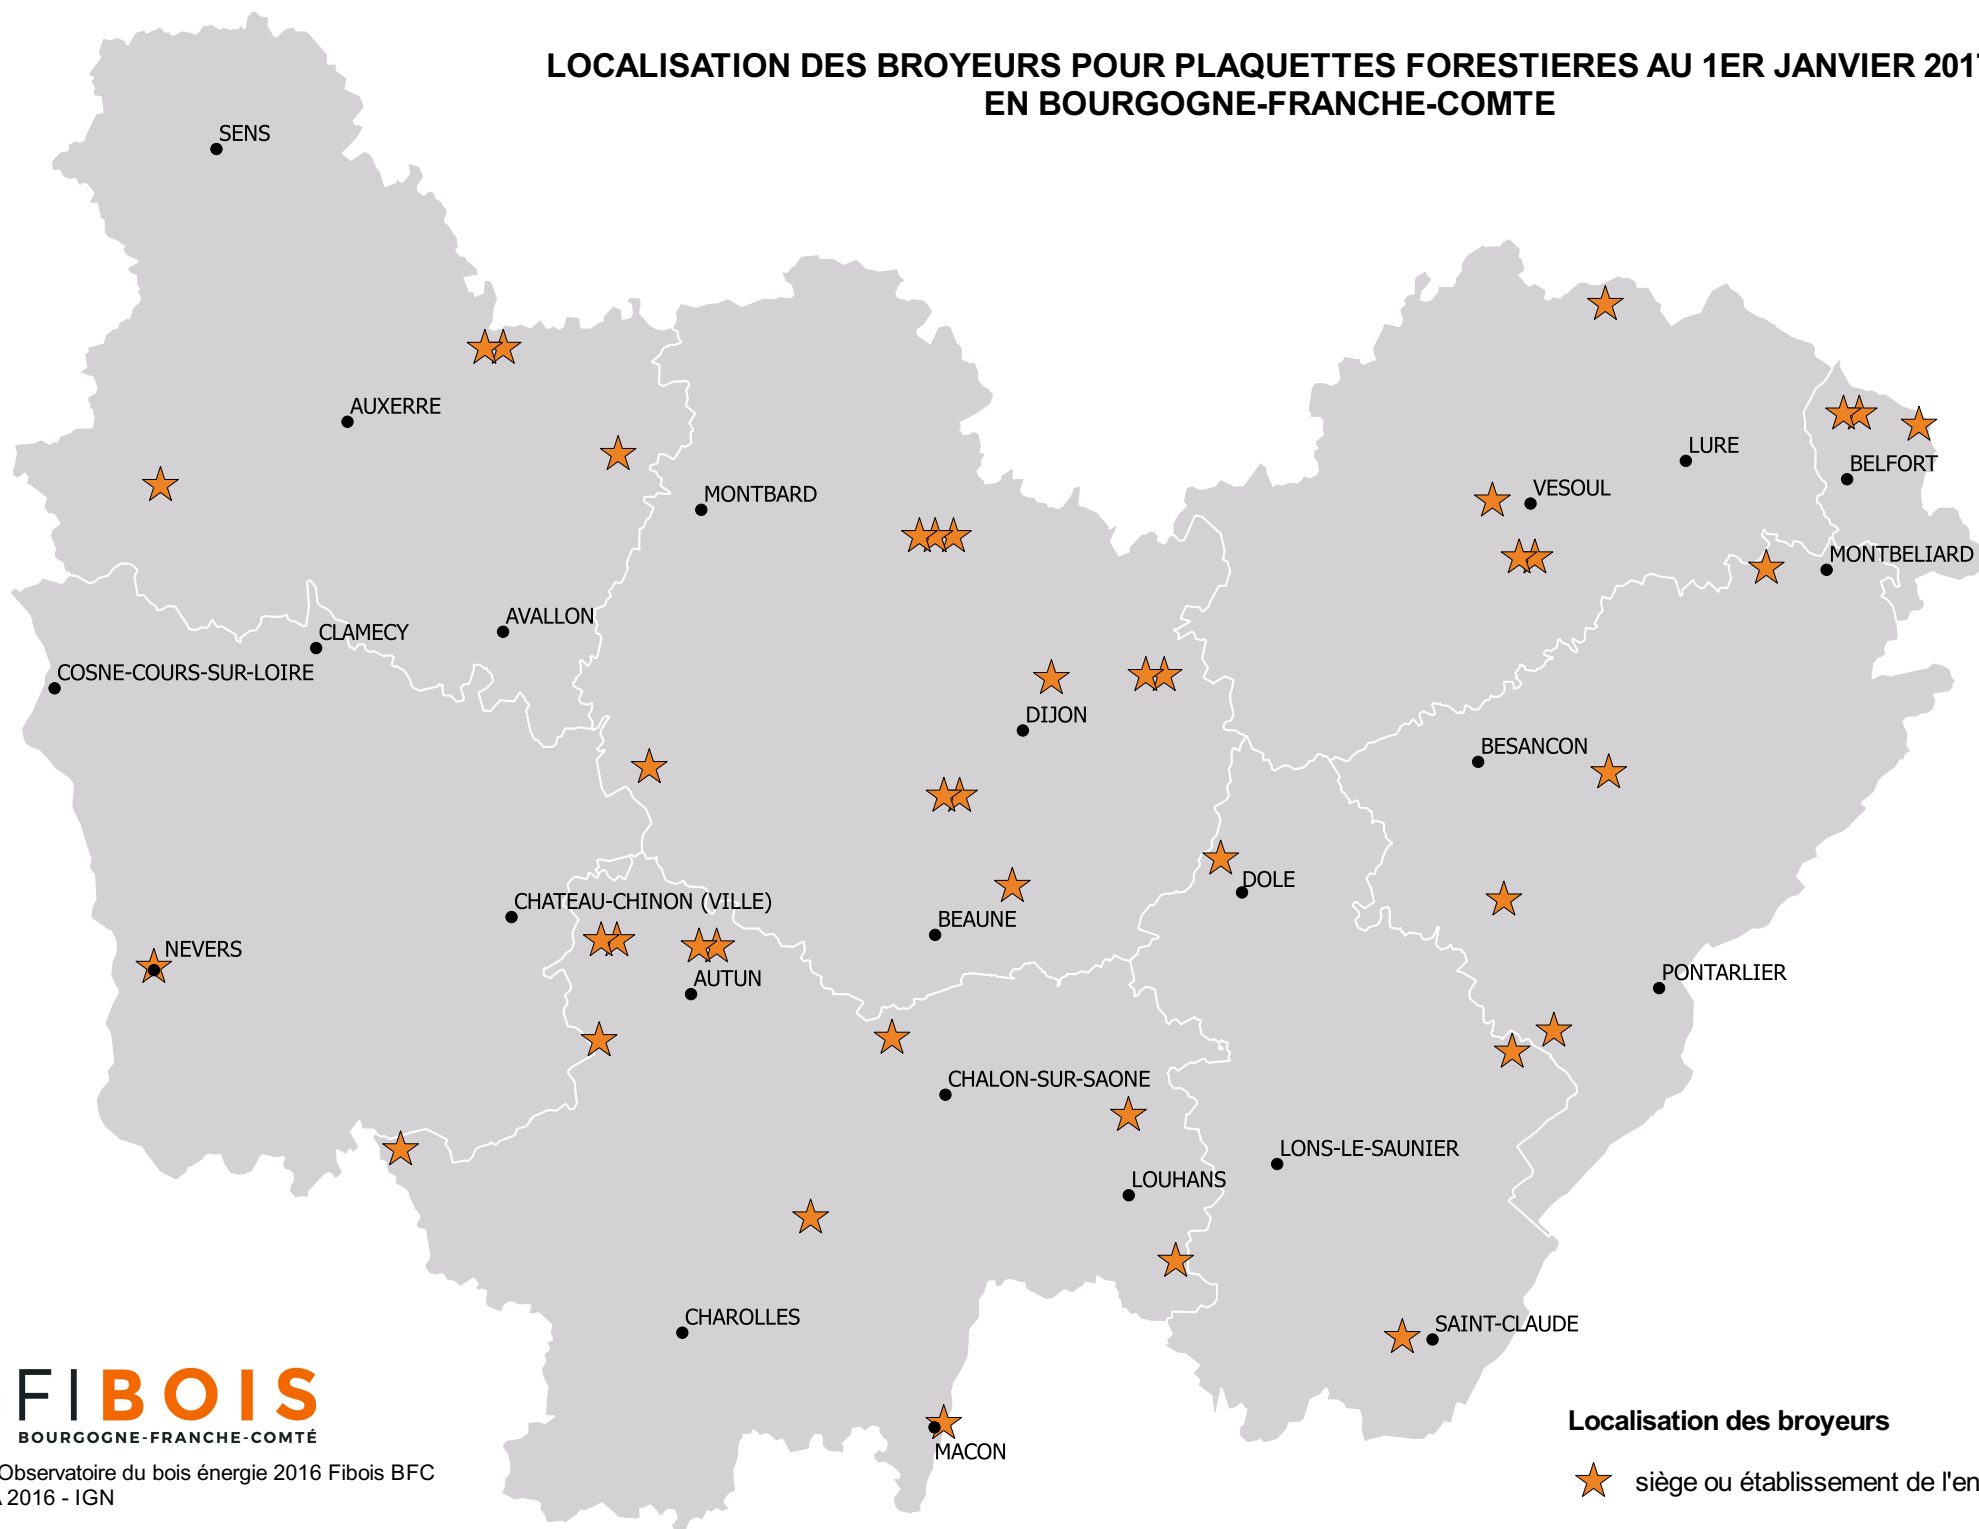 LOCALISATION DES BROYEURS POUR PLAQUETTES FORESTIERES AU 1ER JANVIER 2017
EN BOURGOGNE-FRANCHE-COMTE
SENS
AUXERRE
LURE
BELFORT
VESOUL
MONTBARD
MONTBELIARD
AVALLON
CLAMECY
COSNE-COURS-SUR-LOIRE
DIJON
BESANCON
DOLE
CHATEAU-CHINON (VILLE)
BEAUNE
NEVERS
PONTARLIER
AUTUN
CHALON-SUR-SAONE
LONS-LE-SAUNIER
LOUHANS
CHAROLLES
SAINT-CLAUDE
MACON
FIBOIS
BOURGOGNE-FRANCHE-COMTÉ
Observatoire du bois énergie 2016 Fibois BFC
2016 - IGN
Localisation des broyeurs
siège ou établissement de